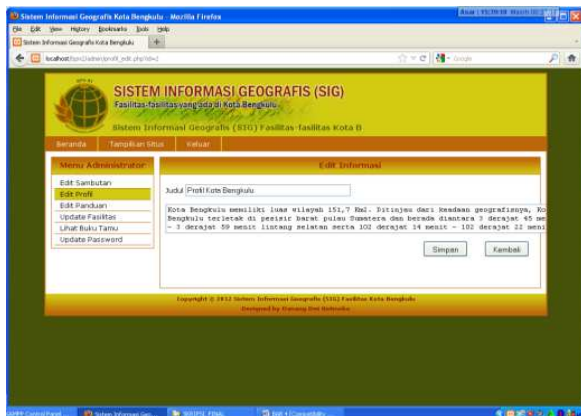 Sistem Informasi Geografis Kota Bengkulu - Mozilla Firefox
File Edit View History Bookmarks Tools Help
Sistem Informasi Geografis Kota Bengkulu
Google
SISTEM INFORMASI GEOGRAFIS (SIG)
Fasilitas-fasilitas yang ada di Kota Bengkulu
Sistem Informasi Geografis (SIG) Fasilitas-fasilitas Kota B
Beranda Tampilkan Situs Keluar
Menu Administrator
Edit Informasi
Edit Sambutan
Edit Profil
Edit Panduan
Update Fasilitas
Lihat Buku Tamu
Update Password
Judul Profil Kota Bengkulu
Kota Bengkulu memiliki luas wilayah 151,7 Km2. Ditinjau dari keadaan geografisnya, Ko
Bengkulu terletak di pesisir barat pulau Sumatera dan berada diantara 3 derajat 45 me
- 3 derajat 59 menit lintang selatan serta 102 derajat 14 menit - 102 derajat 22 meni
Simpan Kembali
Copyright © 2012 Sistem Informasi Geografis (SIG) Fasilitas Kota Bengkulu
Designed by
SKRIPSI FINAL